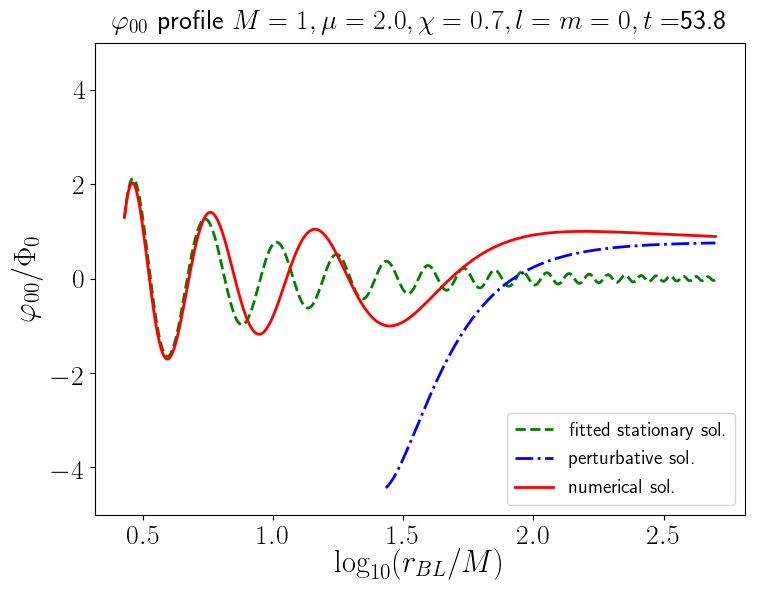 φ₀₀ profile M = 1, μ = 2.0, χ = 0.7, l = m = 0, t =53.8
φ₀₀/Φ₀
4
2
0
−2
−4
fitted stationary sol.
perturbative sol.
numerical sol.
0.5 1.0 1.5 2.0 2.5
log₁₀(r_BL/M)